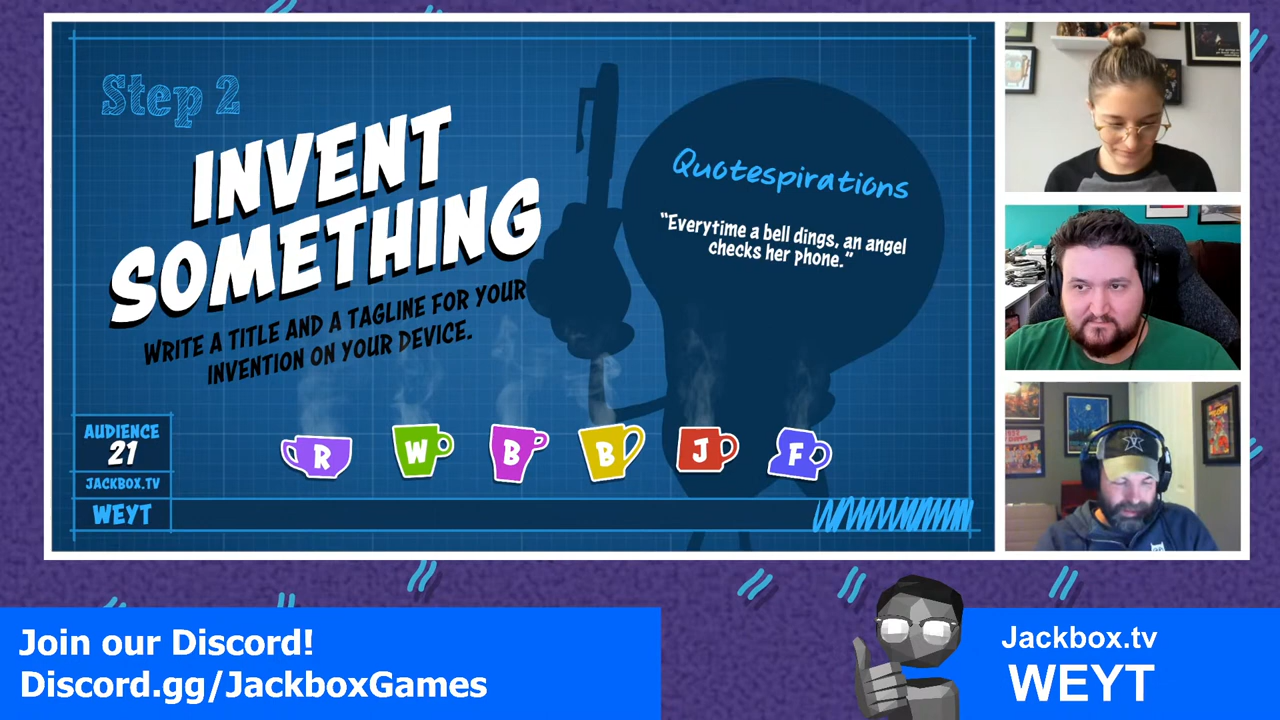 Step 2
INVENT
SOMETHING
WRITE A TITLE AND A TAGLINE FOR YOUR
INVENTION ON YOUR DEVICE.
Quotespirations
"Everytime a bell dings, an angel
checks her phone."
R W B B J F
AUDIENCE
21
JACKBOX.TV
WEYT
Join our Discord!
Discord.gg/JackboxGames
Jackbox.tv
WEYT